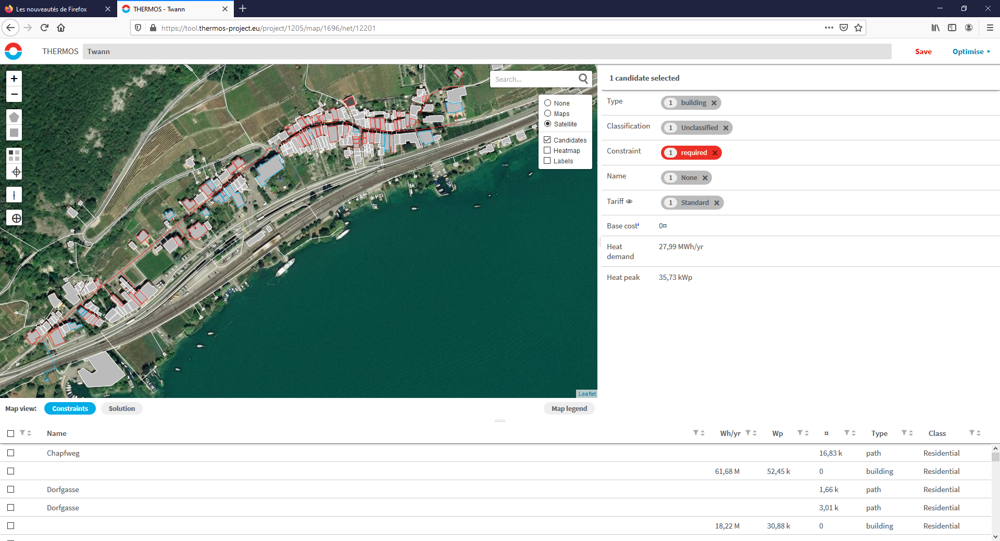 Les nouveautés de Firefox
THERMOS - Twann
https://tool.thermos-project.eu/project/1205/map/1696/net/12201
THERMOS
Twann
Save
Optimise ▸
+
−
Search...
None
Maps
Satellite
Candidates
Heatmap
Labels
Leaflet
1 candidate selected
Type 1 building ×
Classification 1 Unclassified ×
Constraint 1 required ×
Name 1 None ×
Tariff 1 Standard ×
Base cost 0¤
Heat demand 27,99 MWh/yr
Heat peak 35,73 kWp
Map view: Constraints Solution Map legend
Name Wh/yr Wp ¤ Type Class
Chapfweg 16,83 k path Residential
61,68 M 52,45 k 0 building Residential
Dorfgasse 1,66 k path Residential
Dorfgasse 3,01 k path Residential
18,22 M 30,88 k 0 building Residential